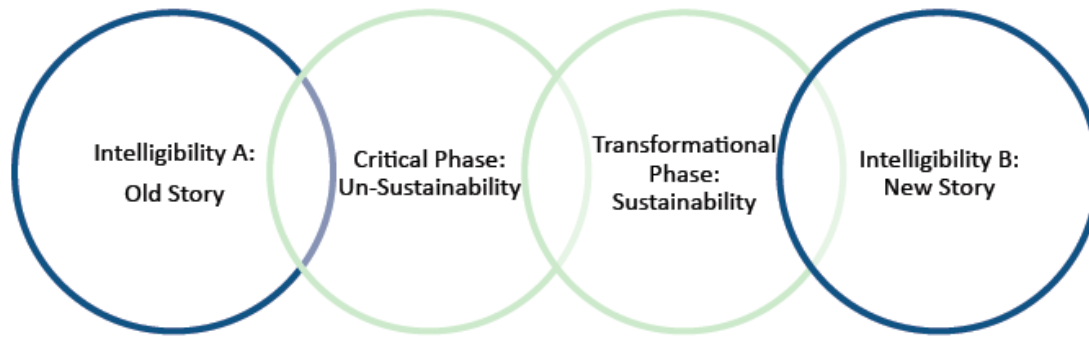 Intelligibility A:
Old Story
Critical Phase:
Un-Sustainability
Transformational
Phase:
Sustainability
Intelligibility B:
New Story